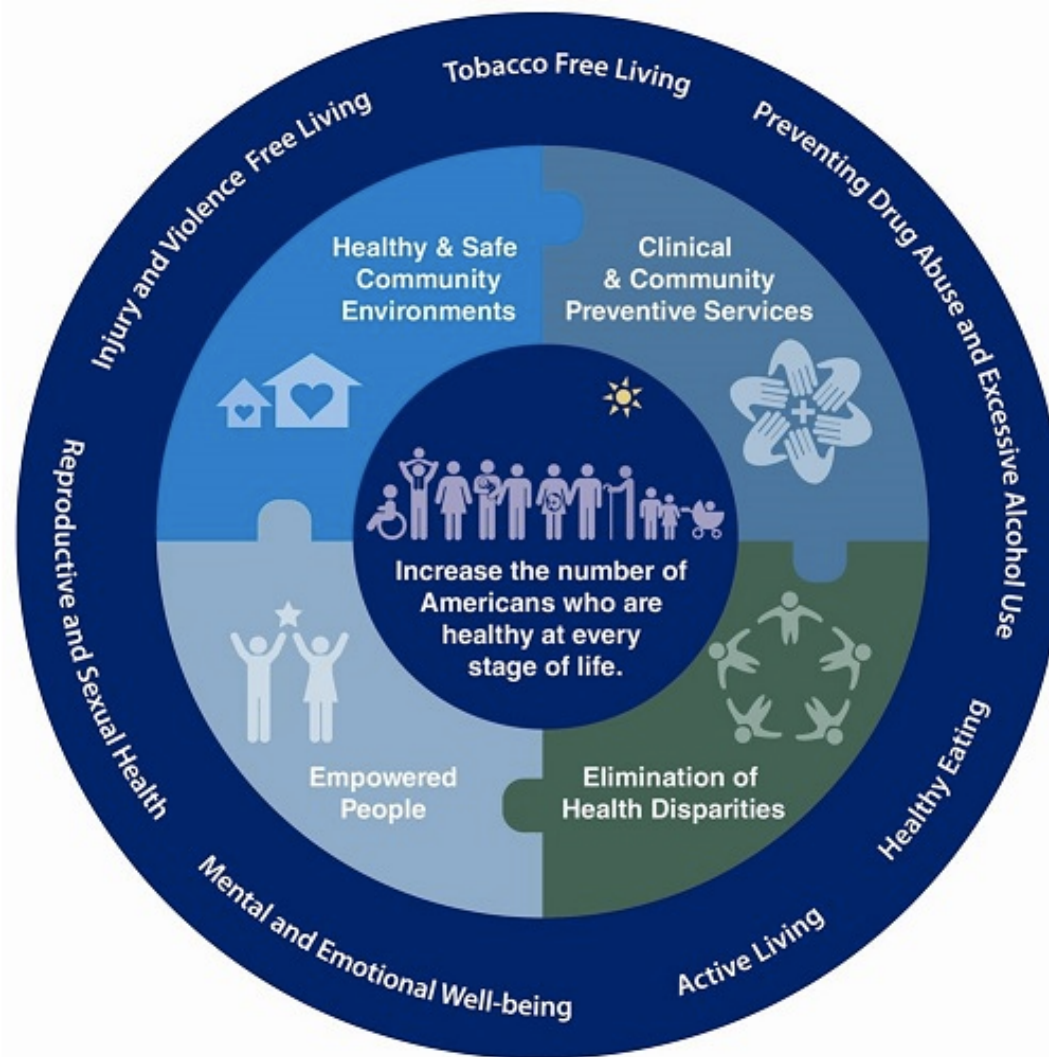 Tobacco Free Living
Preventing Drug Abuse and Excessive Alcohol Use
Healthy Eating
Active Living
Mental and Emotional Well-being
Reproductive and Sexual Health
Injury and Violence Free Living
Healthy & Safe
Community
Environments
Clinical
& Community
Preventive Services
Increase the number of
Americans who are
healthy at every
stage of life.
Empowered
People
Elimination of
Health Disparities